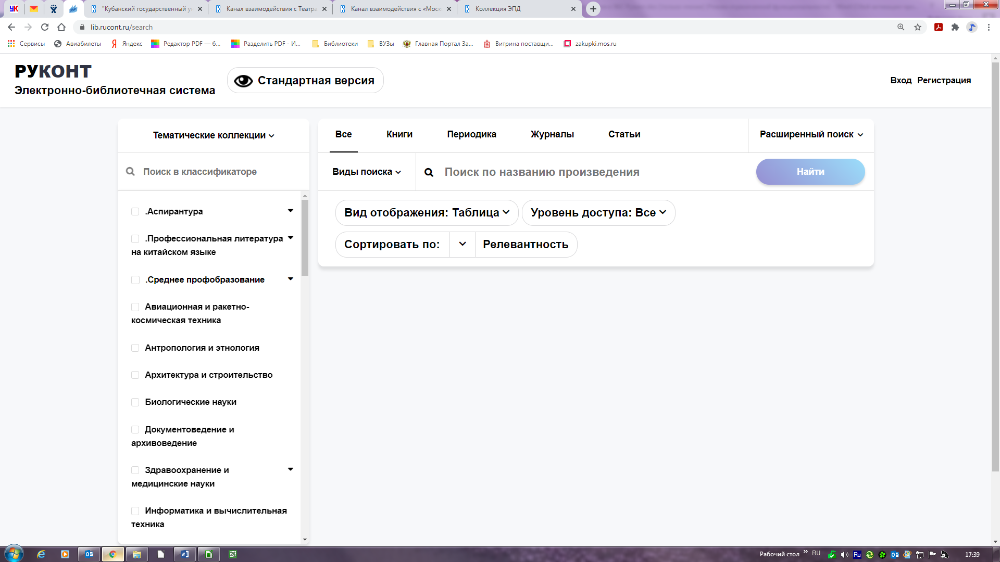 "Кубанский государственный у
Канал взаимодействия с Театра
Канал взаимодействия с «Моск
Коллекция ЭПД
lib.rucont.ru/search
Сервисы
Авиабилеты
Яндекс
Редактор PDF — б...
Разделить PDF - И...
Библиотеки
ВУЗы
Главная Портал За...
Витрина поставщи...
zakupki.mos.ru
РУКОНТ
Электронно-библиотечная система
Стандартная версия
Вход Регистрация
Тематические коллекции
Поиск в классификаторе
.Аспирантура
.Профессиональная литература
на китайском языке
.Среднее профобразование
Авиационная и ракетно-
космическая техника
Антропология и этнология
Архитектура и строительство
Биологические науки
Документоведение и
архивоведение
Здравоохранение и
медицинские науки
Информатика и вычислительная
техника
Все
Книги
Периодика
Журналы
Статьи
Расширенный поиск
Виды поиска
Поиск по названию произведения
Найти
Вид отображения: Таблица
Уровень доступа: Все
Сортировать по:
Релевантность
Рабочий стол
RU
Ru
17:39